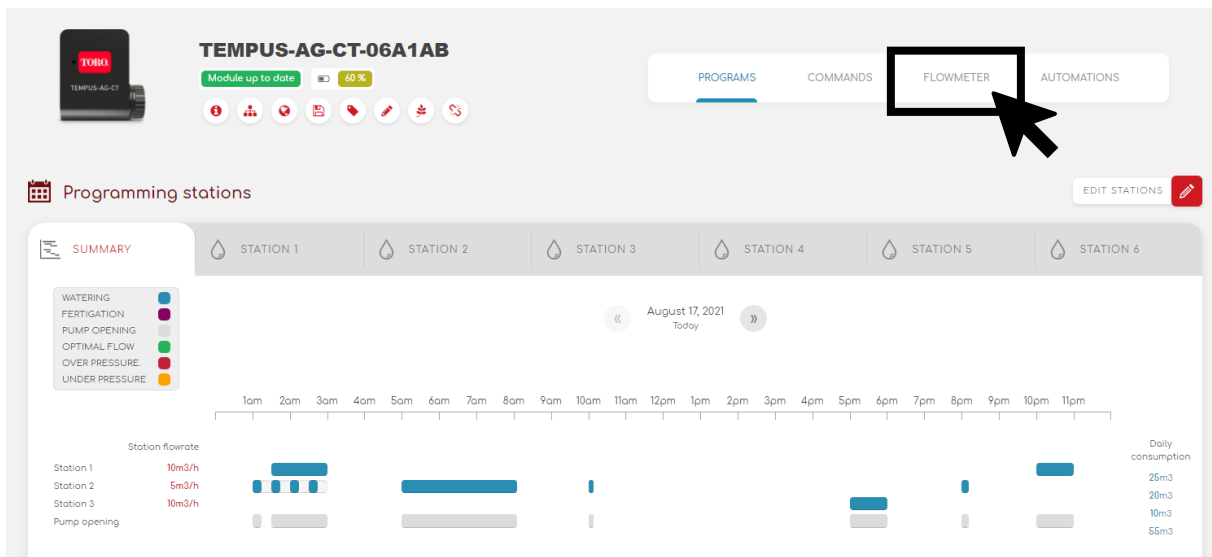 TEMPUS-AG-CT-06A1AB
TORO
TEMPUS-AG-CT
Module up to date
60 %
PROGRAMS
COMMANDS
FLOWMETER
AUTOMATIONS
Programming stations
EDIT STATIONS
SUMMARY
STATION 1
STATION 2
STATION 3
STATION 4
STATION 5
STATION 6
WATERING
FERTIGATION
PUMP OPENING
OPTIMAL FLOW
OVER PRESSURE.
UNDER PRESSURE
« August 17, 2021 »
Today
1am 2am 3am 4am 5am 6am 7am 8am 9am 10am 11am 12pm 1pm 2pm 3pm 4pm 5pm 6pm 7pm 8pm 9pm 10pm 11pm
Station flowrate
Daily
consumption
Station 1 10m3/h 25m3
Station 2 5m3/h 20m3
Station 3 10m3/h 10m3
Pump opening 55m3